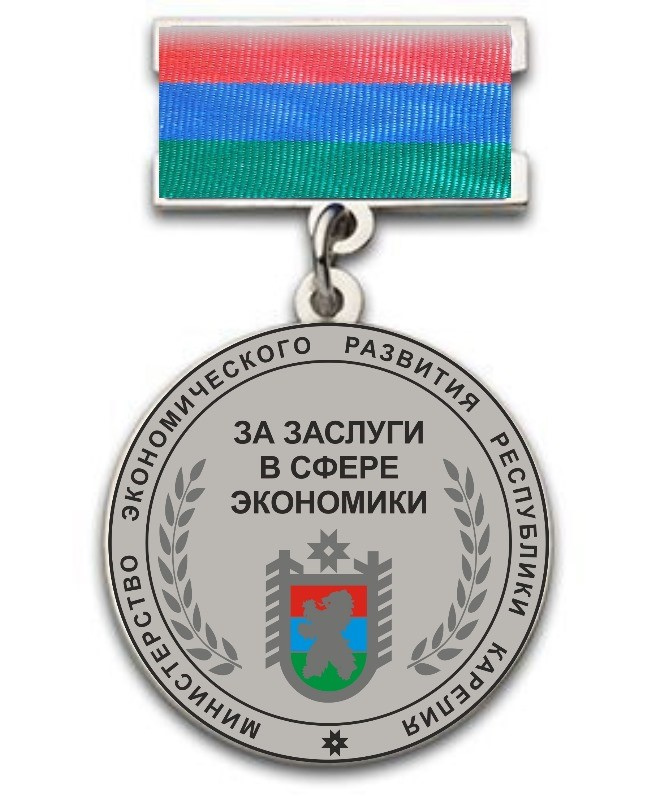 МИНИСТЕРСТВО ЭКОНОМИЧЕСКОГО РАЗВИТИЯ РЕСПУБЛИКИ КАРЕЛИЯ
ЗА ЗАСЛУГИ
В СФЕРЕ
ЭКОНОМИКИ